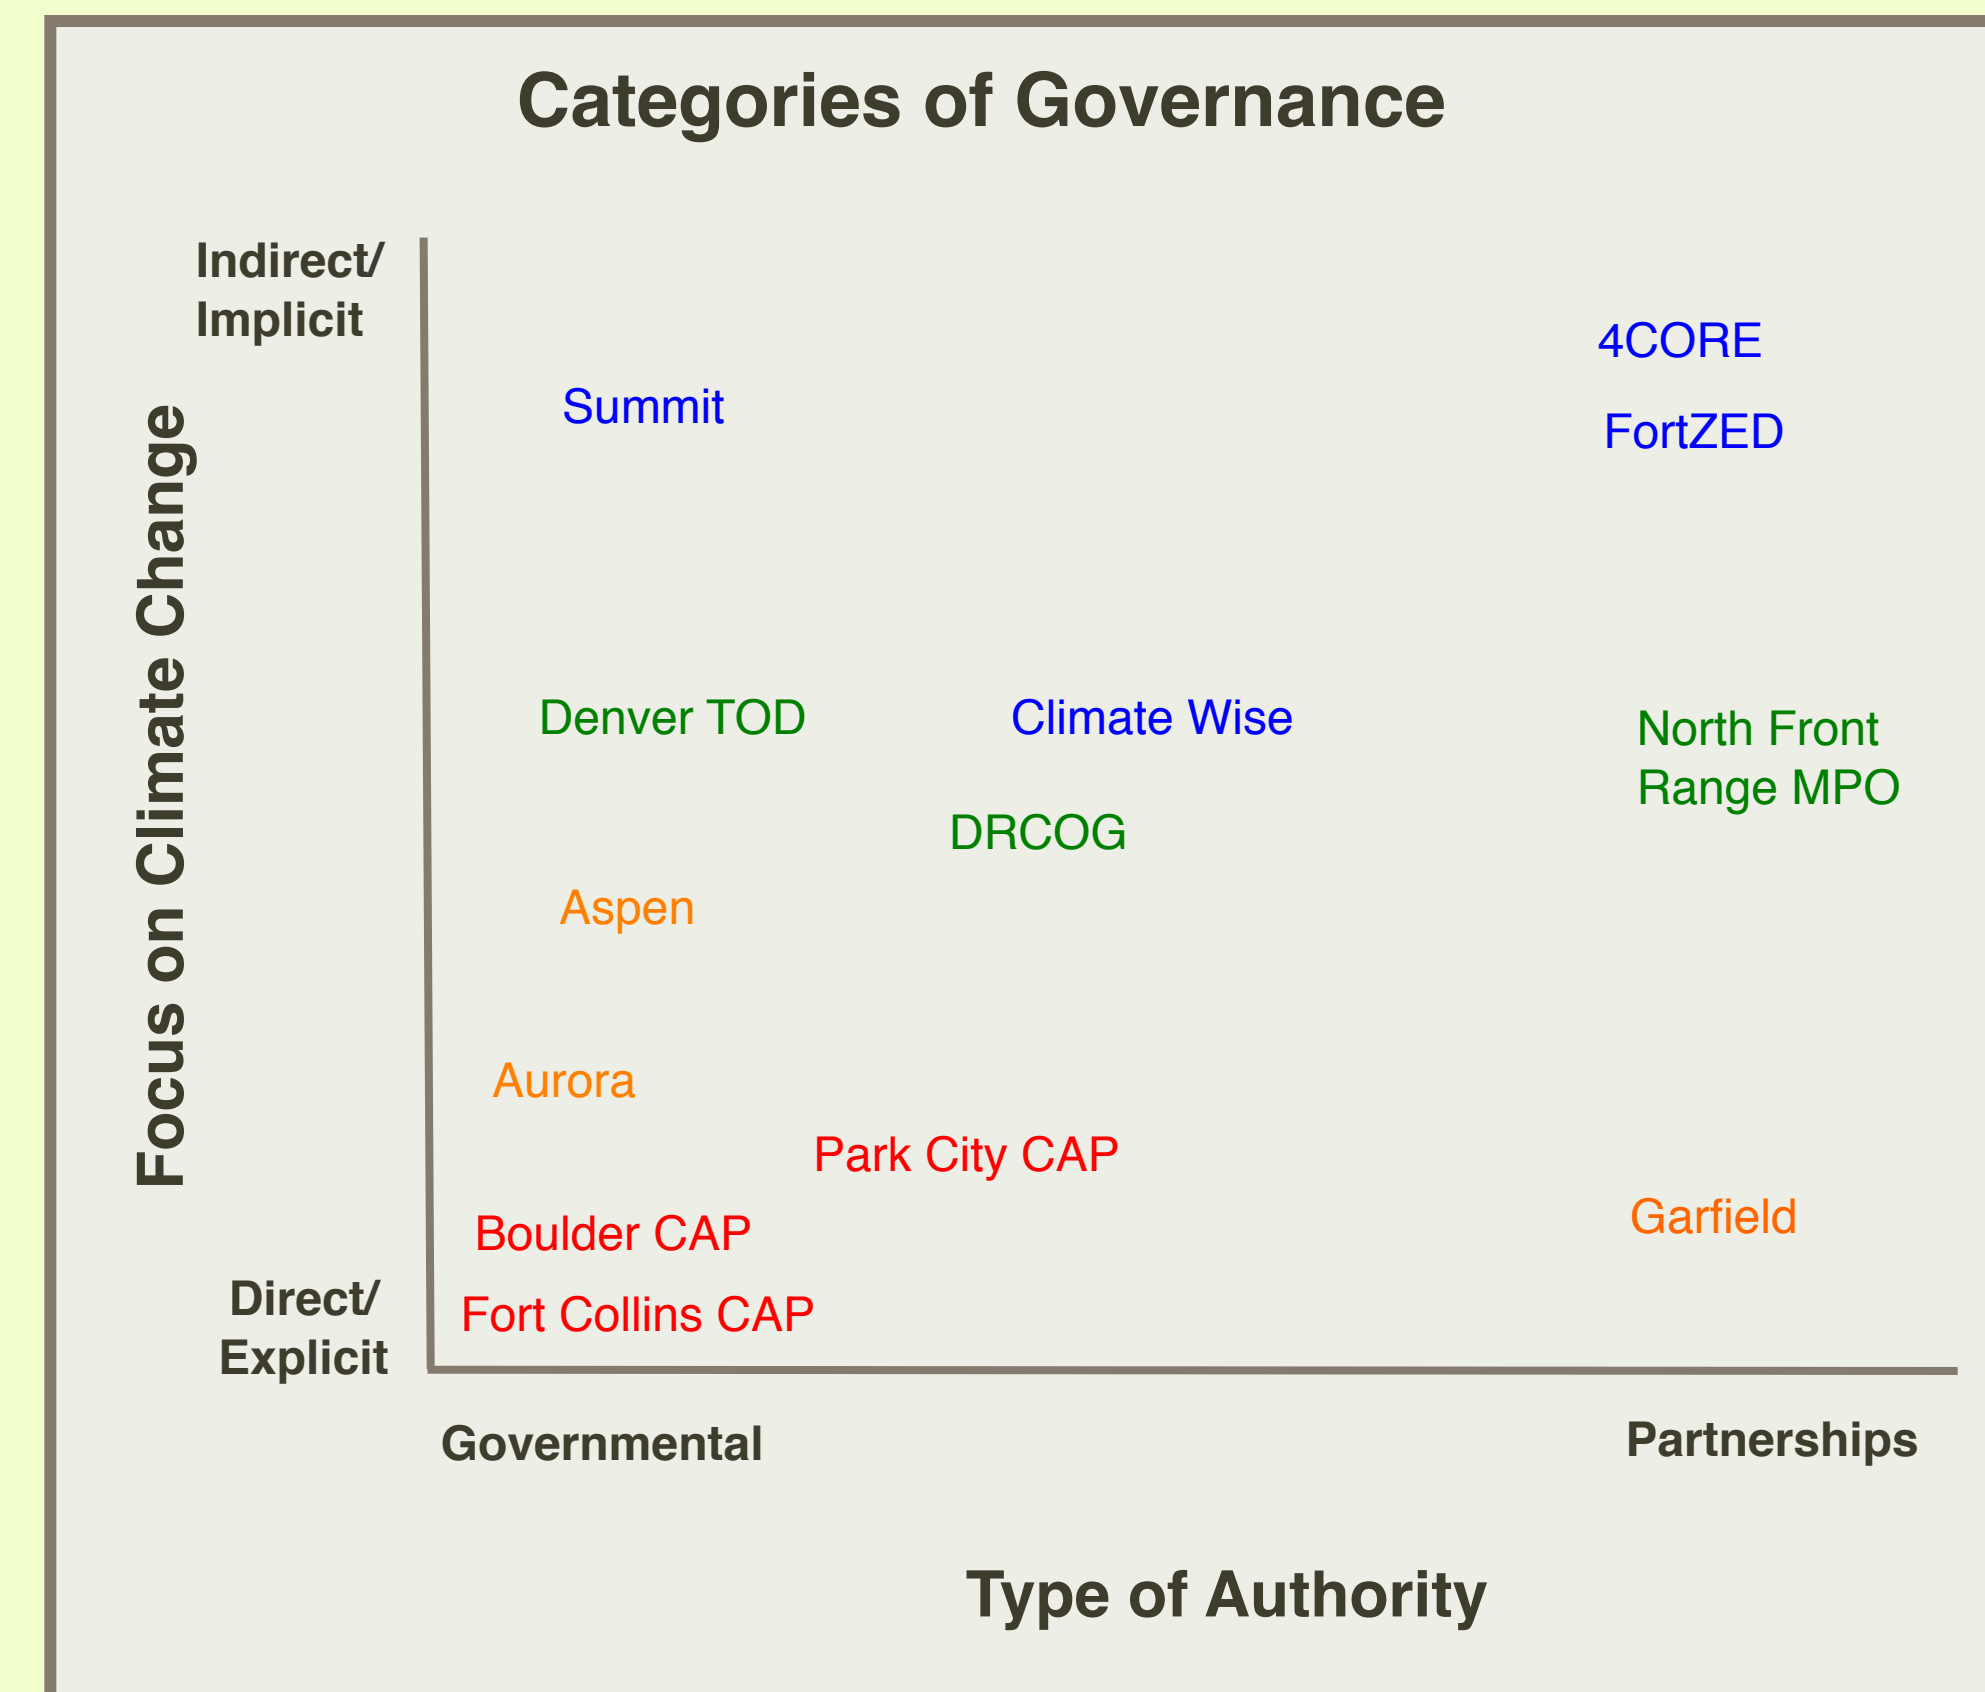 Categories of Governance
Indirect/
Implicit
4CORE
Summit
FortZED
Focus on Climate Change
Denver TOD
Climate Wise
North Front
Range MPO
DRCOG
Aspen
Aurora
Park City CAP
Boulder CAP
Garfield
Direct/
Explicit
Fort Collins CAP
Governmental
Partnerships
Type of Authority